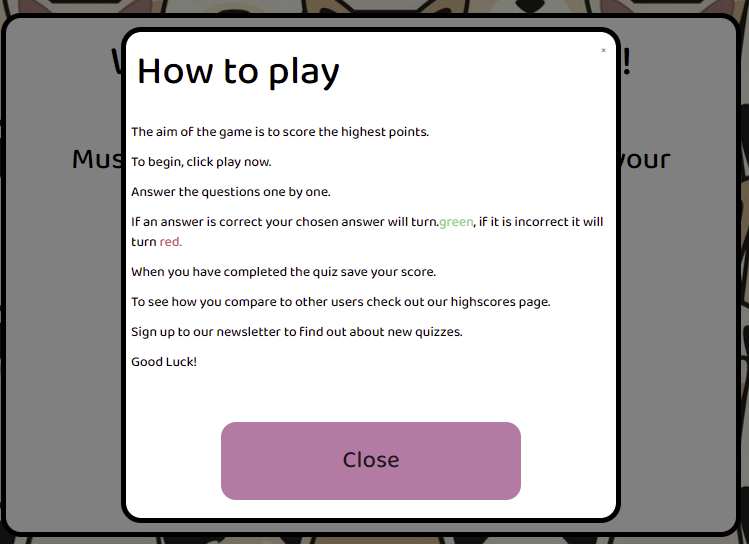 !
×
How to play
Mus
your
The aim of the game is to score the highest points.
To begin, click play now.
Answer the questions one by one.
If an answer is correct your chosen answer will turn.green, if it is incorrect it will
turn red.
When you have completed the quiz save your score.
To see how you compare to other users check out our highscores page.
Sign up to our newsletter to find out about new quizzes.
Good Luck!
Close